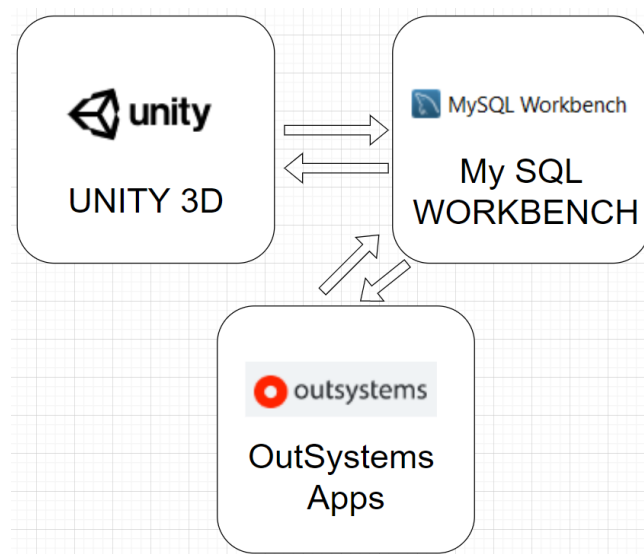 unity
UNITY 3D
MySQL Workbench
My SQL
WORKBENCH
outsystems
OutSystems
Apps